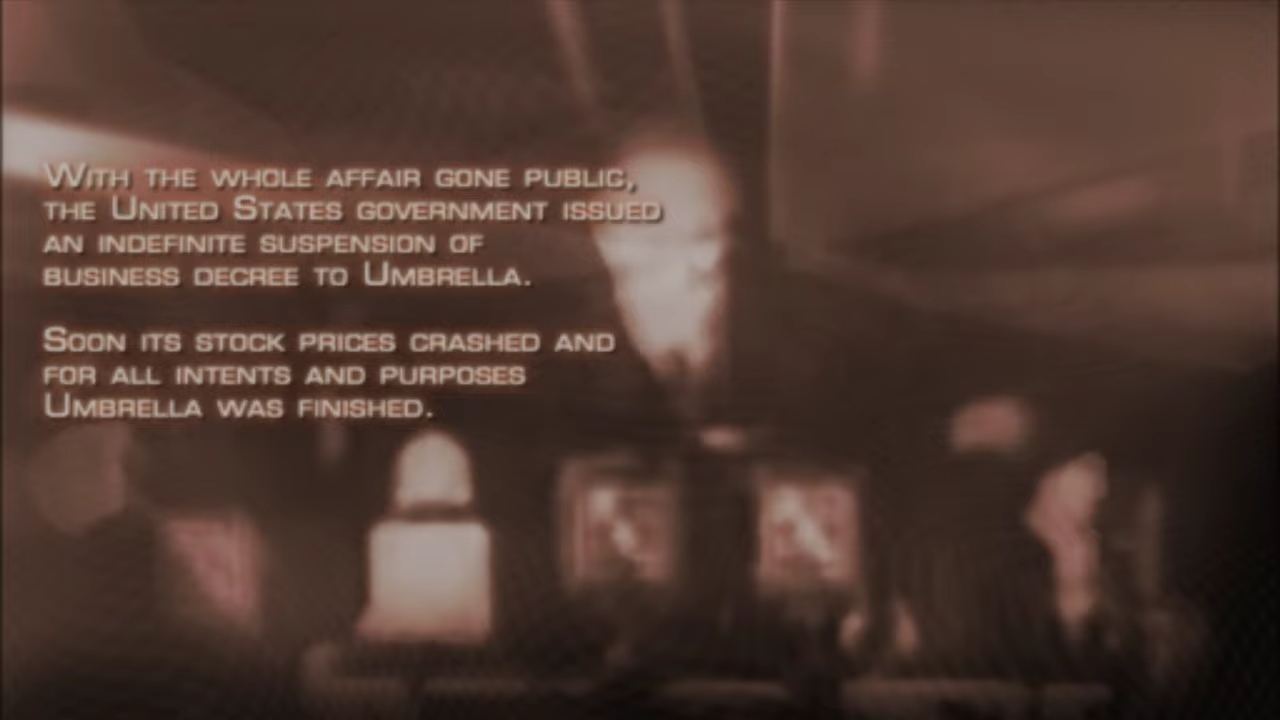 With the whole affair gone public,
the United States government issued
an indefinite suspension of
business decree to Umbrella.
Soon its stock prices crashed and
for all intents and purposes
Umbrella was finished.